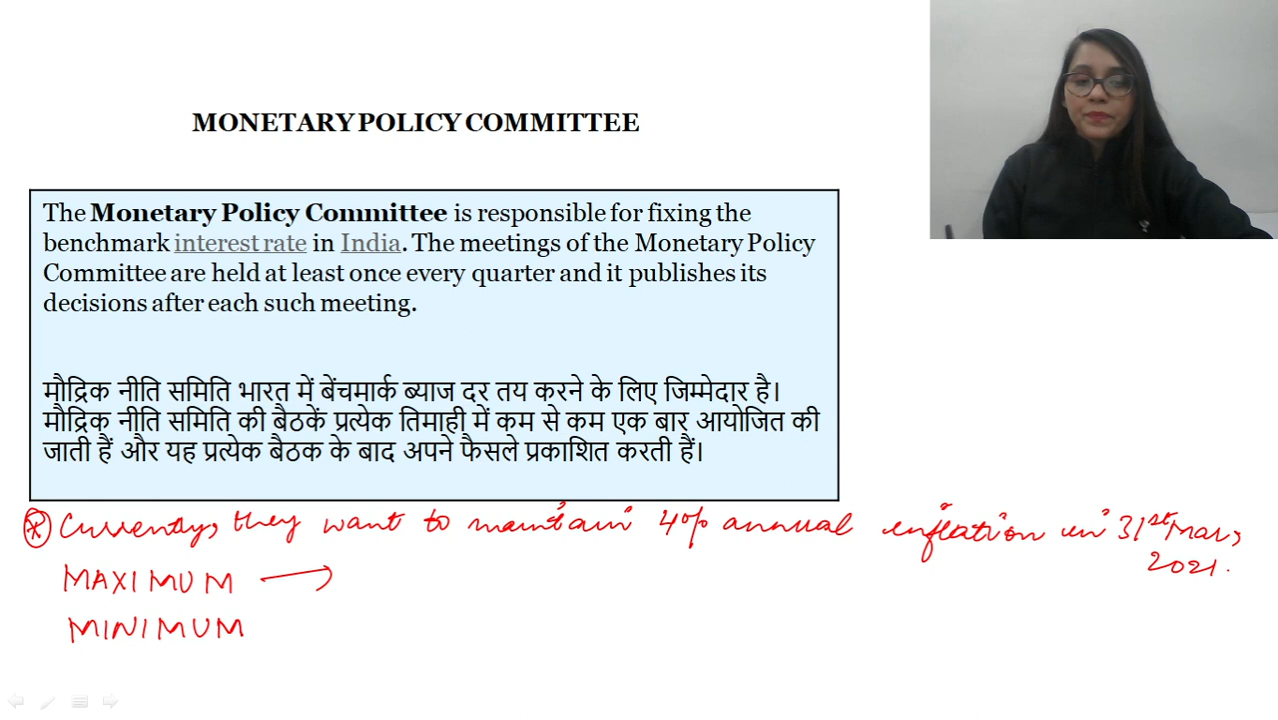 MONETARY POLICY COMMITTEE
The Monetary Policy Committee is responsible for fixing the
benchmark interest rate in India. The meetings of the Monetary Policy
Committee are held at least once every quarter and it publishes its
decisions after each such meeting.
मौद्रिक नीति समिति भारत में बेंचमार्क ब्याज दर तय करने के लिए जिम्मेदार है।
मौद्रिक नीति समिति की बैठकें प्रत्येक तिमाही में कम से कम एक बार आयोजित की
जाती हैं और यह प्रत्येक बैठक के बाद अपने फैसले प्रकाशित करती हैं।
Currently, they want to maintain 4% annual inflation in 31st Mar,
2021.
MAXIMUM →
MINIMUM